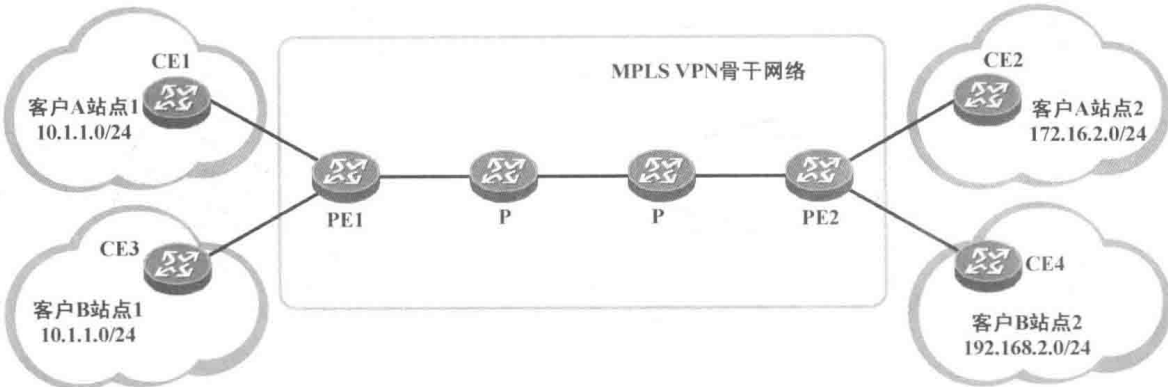 MPLS VPN骨干网络
CE1
客户A站点1
10.1.1.0/24
CE2
客户A站点2
172.16.2.0/24
PE1
P
P
PE2
CE3
客户B站点1
10.1.1.0/24
CE4
客户B站点2
192.168.2.0/24